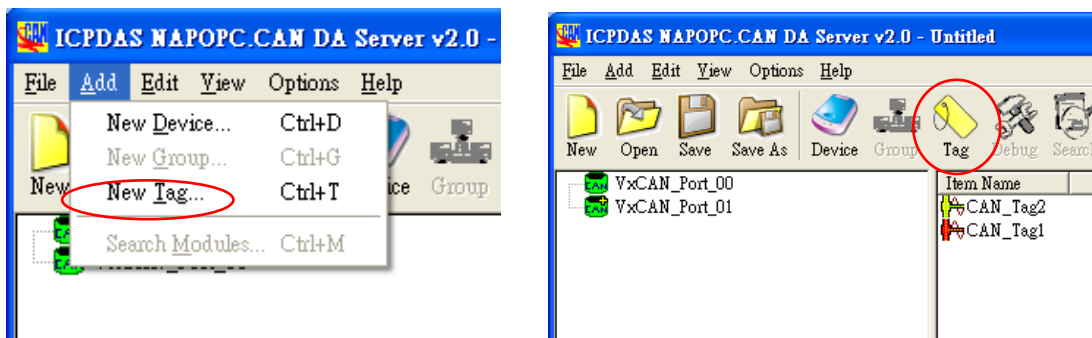 ICPDAS NAPOPC.CAN DA Server v2.0 -
File Add Edit View Options Help
New Device... Ctrl+D
New Group... Ctrl+G
New Tag... Ctrl+T
Search Modules... Ctrl+M
New
Group
ICPDAS NAPOPC.CAN DA Server v2.0 - Untitled
File Add Edit View Options Help
New Open Save Save As Device Group Tag Debug Search
VxCAN_Port_00
VxCAN_Port_01
Item Name
CAN_Tag2
CAN_Tag1